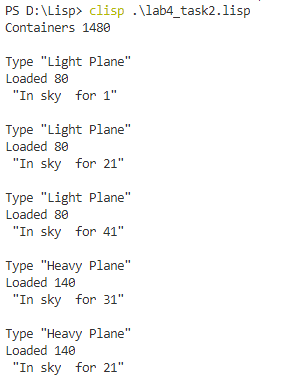 PS D:\Lisp> clisp .\lab4_task2.lisp
Containers 1480
Type "Light Plane"
Loaded 80
"In sky  for 1"
Type "Light Plane"
Loaded 80
"In sky  for 21"
Type "Light Plane"
Loaded 80
"In sky  for 41"
Type "Heavy Plane"
Loaded 140
"In sky  for 31"
Type "Heavy Plane"
Loaded 140
"In sky  for 21"